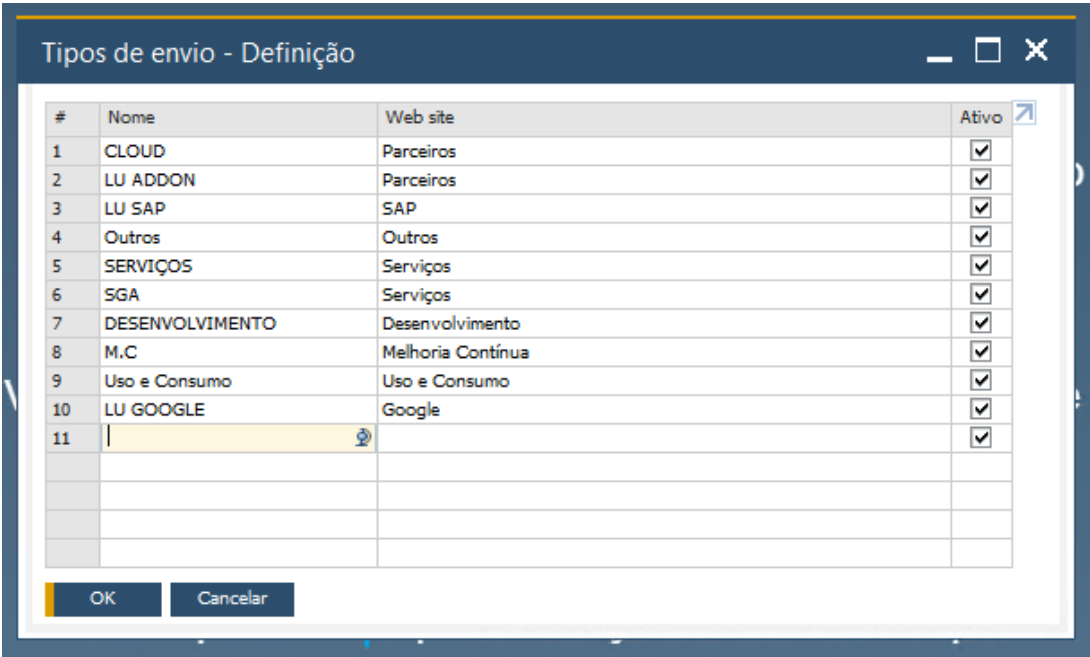 Tipos de envio - Definição
# Nome Web site Ativo
1 CLOUD Parceiros
2 LU ADDON Parceiros
3 LU SAP SAP
4 Outros Outros
5 SERVIÇOS Serviços
6 SGA Serviços
7 DESENVOLVIMENTO Desenvolvimento
8 M.C Melhoria Contínua
9 Uso e Consumo Uso e Consumo
10 LU GOOGLE Google
11
OK Cancelar